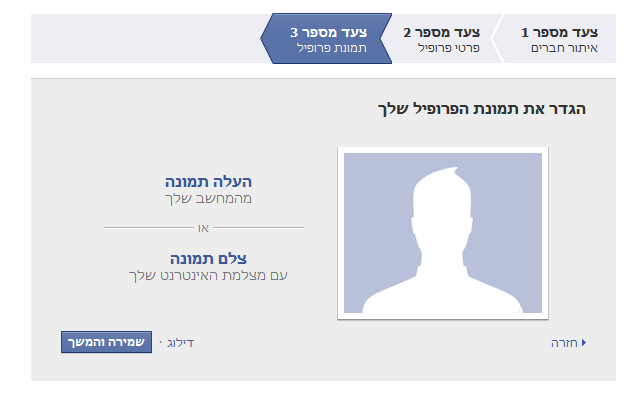 צעד מספר 1
איתור חברים
צעד מספר 2
פרטי פרופיל
צעד מספר 3
תמונת פרופיל
הגדר את תמונת הפרופיל שלך
העלה תמונה
מהמחשב שלך
או
צלם תמונה
עם מצלמת האינטרנט שלך
חזרה
דילוג · שמירה והמשך